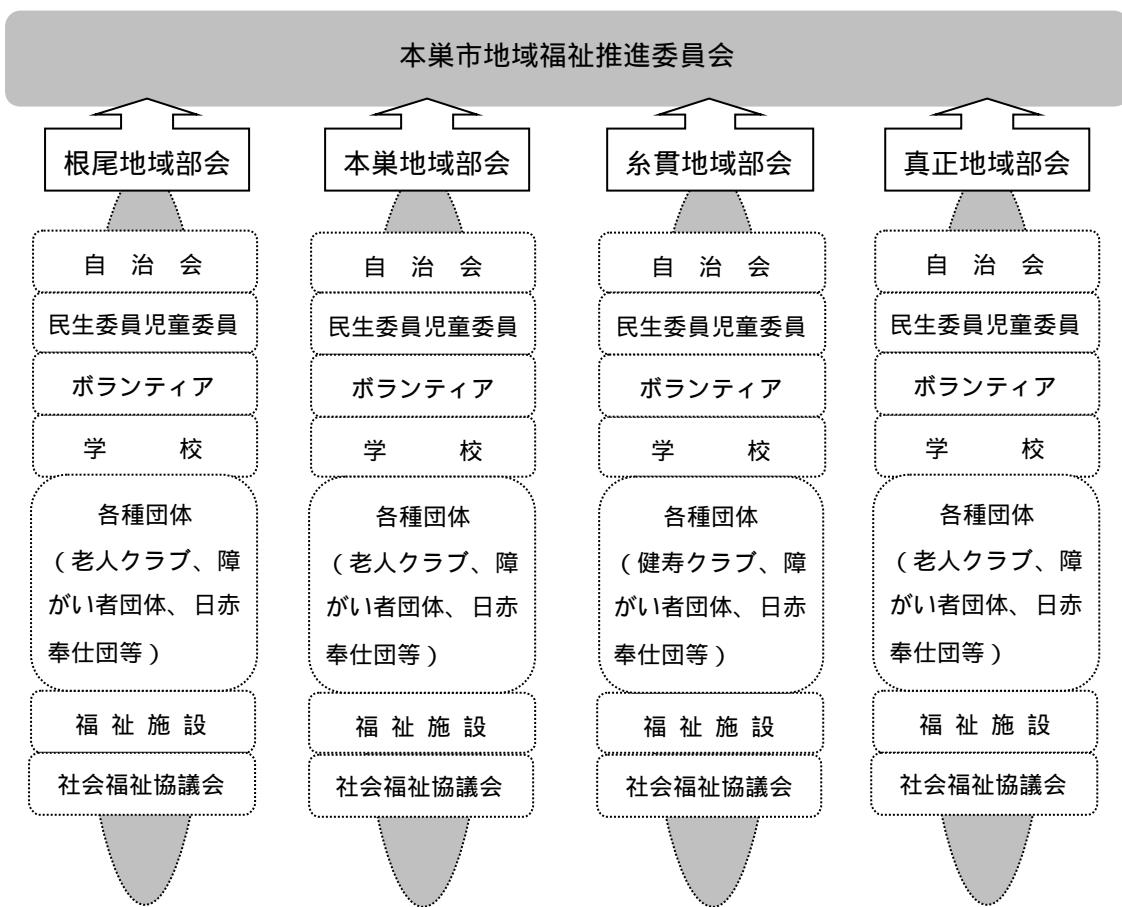 本巣市地域福祉推進委員会
根尾地域部会
自 治 会
民生委員児童委員
ボランティア
学 校
各種団体
（老人クラブ、障
がい者団体、日赤
奉仕団等）
福 祉 施 設
社会福祉協議会
本巣地域部会
自 治 会
民生委員児童委員
ボランティア
学 校
各種団体
（老人クラブ、障
がい者団体、日赤
奉仕団等）
福 祉 施 設
社会福祉協議会
糸貫地域部会
自 治 会
民生委員児童委員
ボランティア
学 校
各種団体
（健寿クラブ、障
がい者団体、日赤
奉仕団等）
福 祉 施 設
社会福祉協議会
真正地域部会
自 治 会
民生委員児童委員
ボランティア
学 校
各種団体
（老人クラブ、障
がい者団体、日赤
奉仕団等）
福 祉 施 設
社会福祉協議会